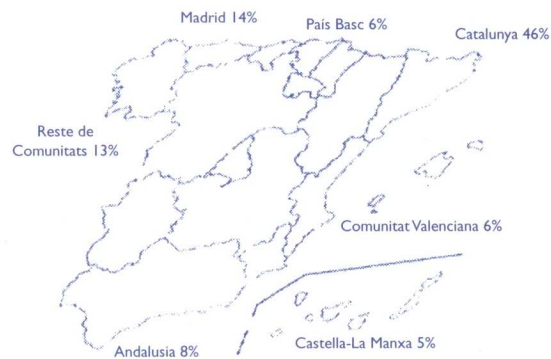 Madrid 14%
País Basc 6%
Catalunya 46%
Reste de
Comunitats 13%
Comunitat Valenciana 6%
Andalusia 8%
Castella-La Manxa 5%